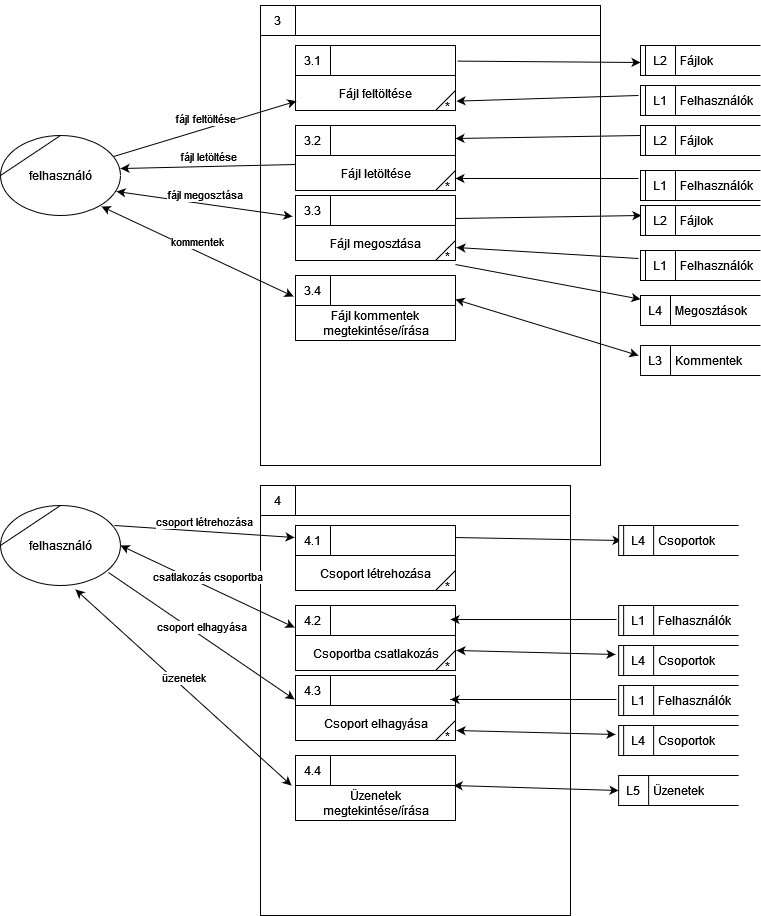 3
3.1
Fájl feltöltése
*
L2 Fájlok
L1 Felhasználók
fájl feltöltése
3.2
Fájl letöltése
*
L2 Fájlok
L1 Felhasználók
fájl letöltése
felhasználó
fájl megosztása
3.3
Fájl megosztása
*
L2 Fájlok
L1 Felhasználók
kommentek
3.4
Fájl kommentek
megtekintése/írása
L4 Megosztások
L3 Kommentek
4
csoport létrehozása
4.1
Csoport létrehozása
*
L4 Csoportok
felhasználó
csatlakozás csoportba
4.2
Csoportba csatlakozás
*
L1 Felhasználók
L4 Csoportok
csoport elhagyása
4.3
Csoport elhagyása
*
L1 Felhasználók
L4 Csoportok
üzenetek
4.4
Üzenetek
megtekintése/írása
L5 Üzenetek